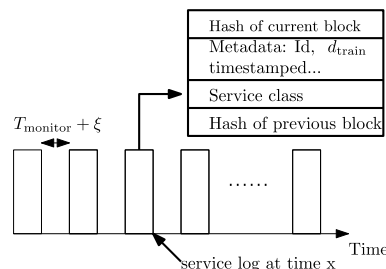 Hash of current block
Metadata: Id, d_train
timestamped...
Service class
Hash of previous block
T_monitor + ξ
......
Time
service log at time x